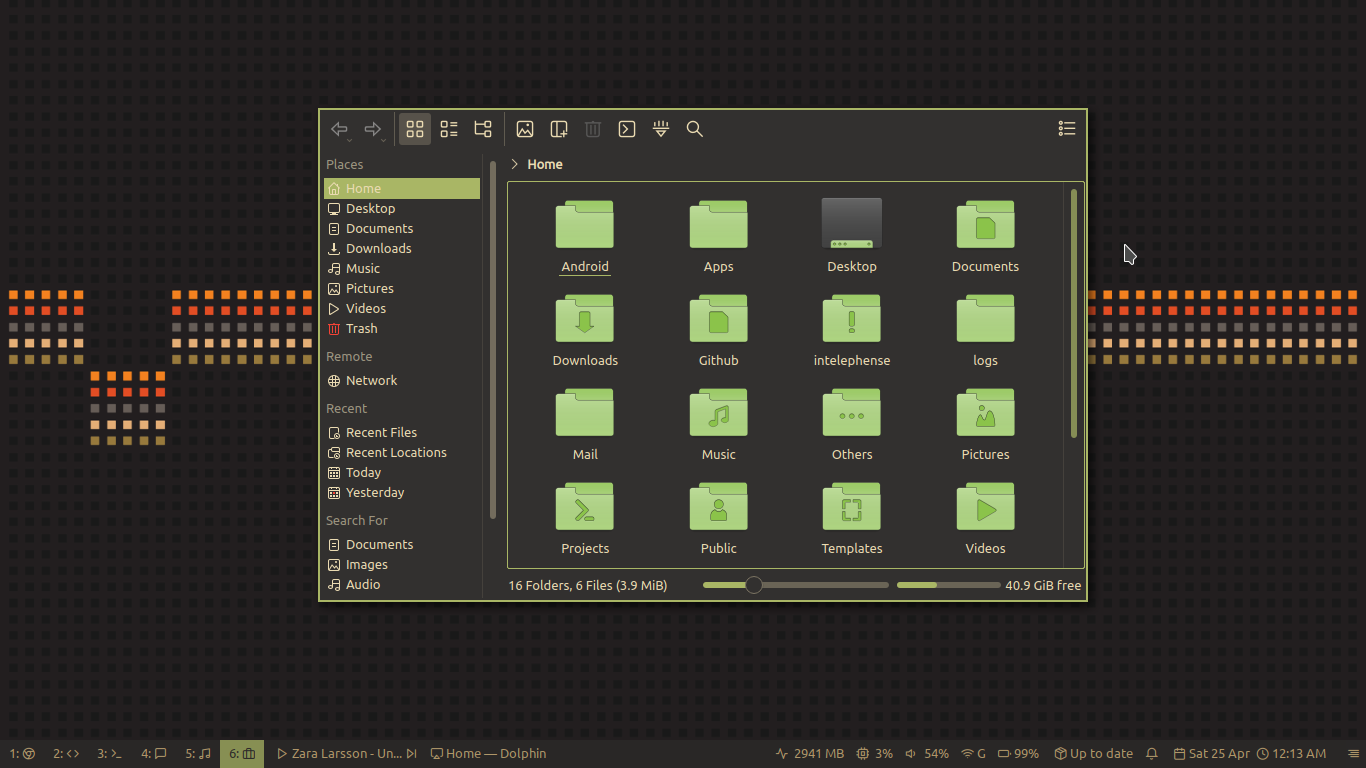 Places
Home
Desktop
Documents
Downloads
Music
Pictures
Videos
Trash
Remote
Network
Recent
Recent Files
Recent Locations
Today
Yesterday
Search For
Documents
Images
Audio
Home
Android Apps Desktop Documents
Downloads Github intelephense logs
Mail Music Others Pictures
Projects Public Templates Videos
16 Folders, 6 Files (3.9 MiB) 40.9 GiB free
1: 2: 3: 4: 5: 6: Zara Larsson - Un... Home — Dolphin 2941 MB 3% 54% G 99% Up to date Sat 25 Apr 12:13 AM